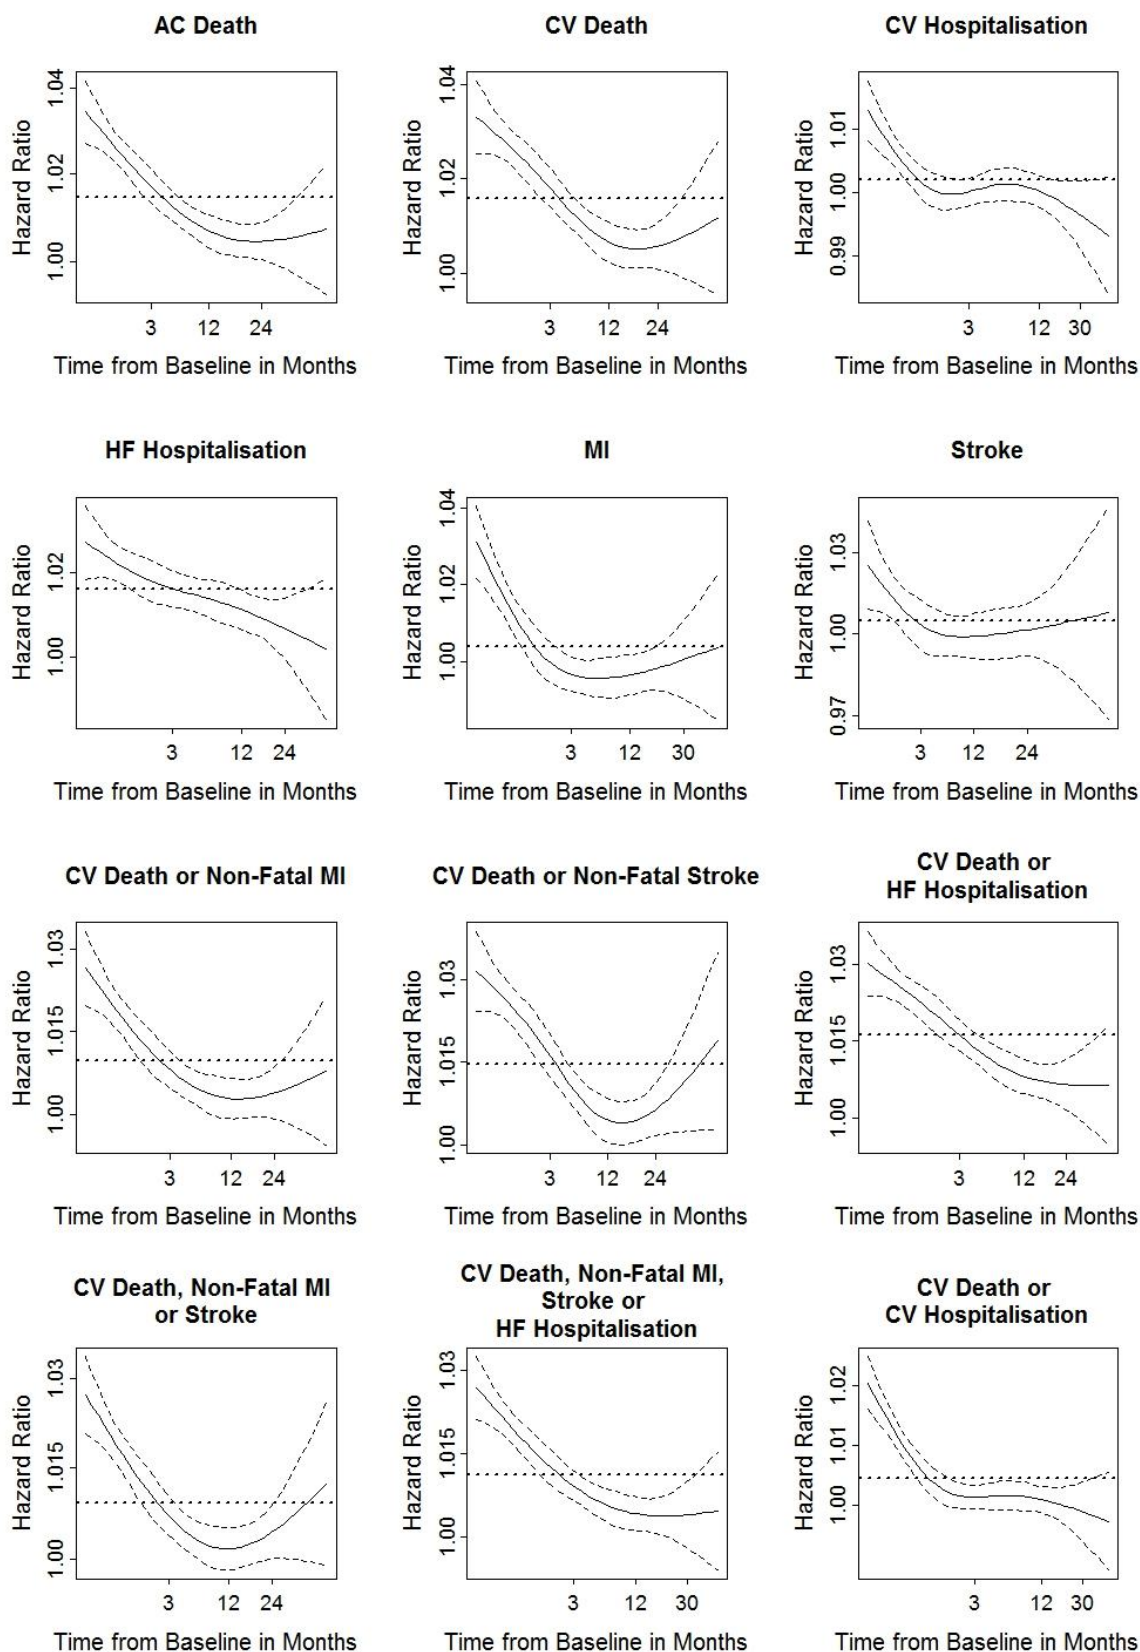 AC Death
CV Death
CV Hospitalisation
Hazard Ratio
1.04
1.02
1.00
3 12 24
Time from Baseline in Months
Hazard Ratio
1.04
1.02
1.00
3 12 24
Time from Baseline in Months
Hazard Ratio
1.01
1.00
0.99
3 12 30
Time from Baseline in Months
HF Hospitalisation
MI
Stroke
Hazard Ratio
1.02
1.00
3 12 24
Time from Baseline in Months
Hazard Ratio
1.04
1.02
1.00
3 12 30
Time from Baseline in Months
Hazard Ratio
1.03
1.00
0.97
3 12 24
Time from Baseline in Months
CV Death or Non-Fatal MI
CV Death or Non-Fatal Stroke
CV Death or
HF Hospitalisation
Hazard Ratio
1.03
1.015
1.00
3 12 24
Time from Baseline in Months
Hazard Ratio
1.03
1.015
1.00
3 12 24
Time from Baseline in Months
Hazard Ratio
1.03
1.015
1.00
3 12 24
Time from Baseline in Months
CV Death, Non-Fatal MI
or Stroke
CV Death, Non-Fatal MI,
Stroke or
HF Hospitalisation
CV Death or
CV Hospitalisation
Hazard Ratio
1.03
1.015
1.00
3 12 24
Time from Baseline in Months
Hazard Ratio
1.03
1.015
1.00
3 12 30
Time from Baseline in Months
Hazard Ratio
1.02
1.01
1.00
3 12 30
Time from Baseline in Months